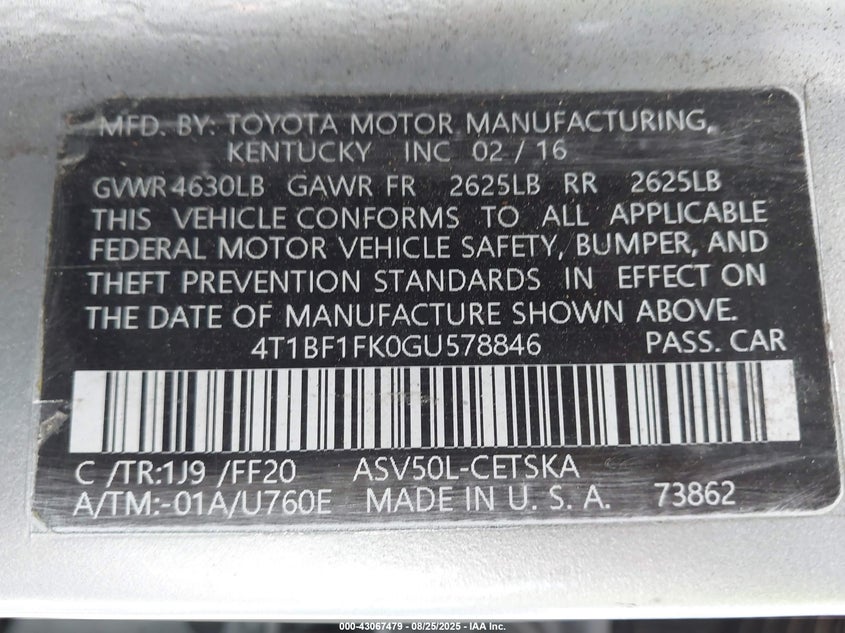 MFD. BY: TOYOTA MOTOR MANUFACTURING,
KENTUCKY INC 02 / 16
GVWR 4630LB GAWR FR 2625LB RR 2625LB
THIS VEHICLE CONFORMS TO ALL APPLICABLE
FEDERAL MOTOR VEHICLE SAFETY, BUMPER, AND
THEFT PREVENTION STANDARDS IN EFFECT ON
THE DATE OF MANUFACTURE SHOWN ABOVE.
4T1BF1FK0GU578846 PASS. CAR
C /TR:1J9 /FF20 ASV50L-CETSKA
A/TM:-01A/U760E MADE IN U. S. A. 73862
000-43067479 - 08/25/2025 - IAA Inc.